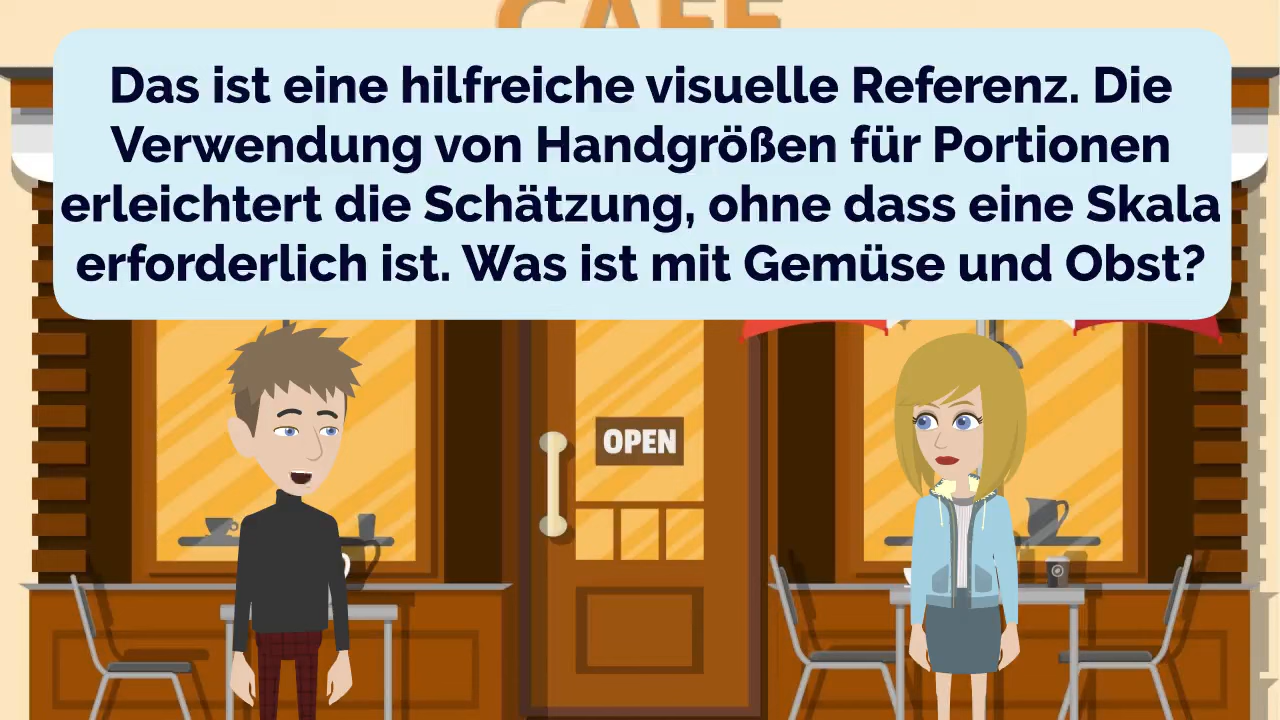 CAFE
Das ist eine hilfreiche visuelle Referenz. Die
Verwendung von Handgrößen für Portionen
erleichtert die Schätzung, ohne dass eine Skala
erforderlich ist. Was ist mit Gemüse und Obst?
OPEN